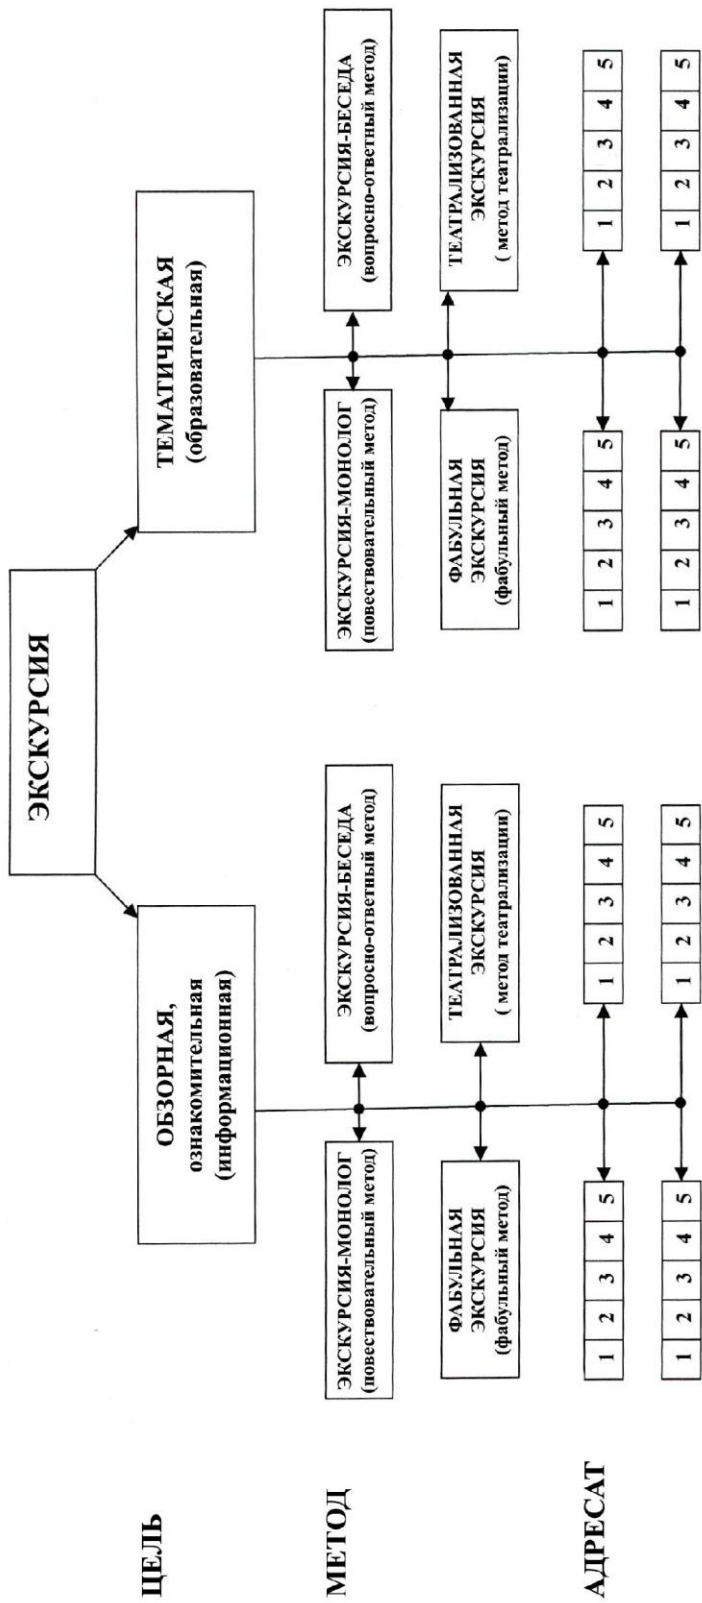 ЭКСКУРСИЯ
ЦЕЛЬ
ОБЗОРНАЯ,
ознакомительная
(информационная)
ТЕМАТИЧЕСКАЯ
(образовательная)
МЕТОД
ЭКСКУРСИЯ-МОНОЛОГ
(повествовательный метод)
ЭКСКУРСИЯ-БЕСЕДА
(вопросно-ответный метод)
ЭКСКУРСИЯ-МОНОЛОГ
(повествовательный метод)
ЭКСКУРСИЯ-БЕСЕДА
(вопросно-ответный метод)
ФАБУЛЬНАЯ
ЭКСКУРСИЯ
(фабульный метод)
ТЕАТРАЛИЗОВАННАЯ
ЭКСКУРСИЯ
( метод театрализации)
ФАБУЛЬНАЯ
ЭКСКУРСИЯ
(фабульный метод)
ТЕАТРАЛИЗОВАННАЯ
ЭКСКУРСИЯ
( метод театрализации)
АДРЕСАТ
1 2 3 4 5
1 2 3 4 5
1 2 3 4 5
1 2 3 4 5
1 2 3 4 5
1 2 3 4 5
1 2 3 4 5
1 2 3 4 5